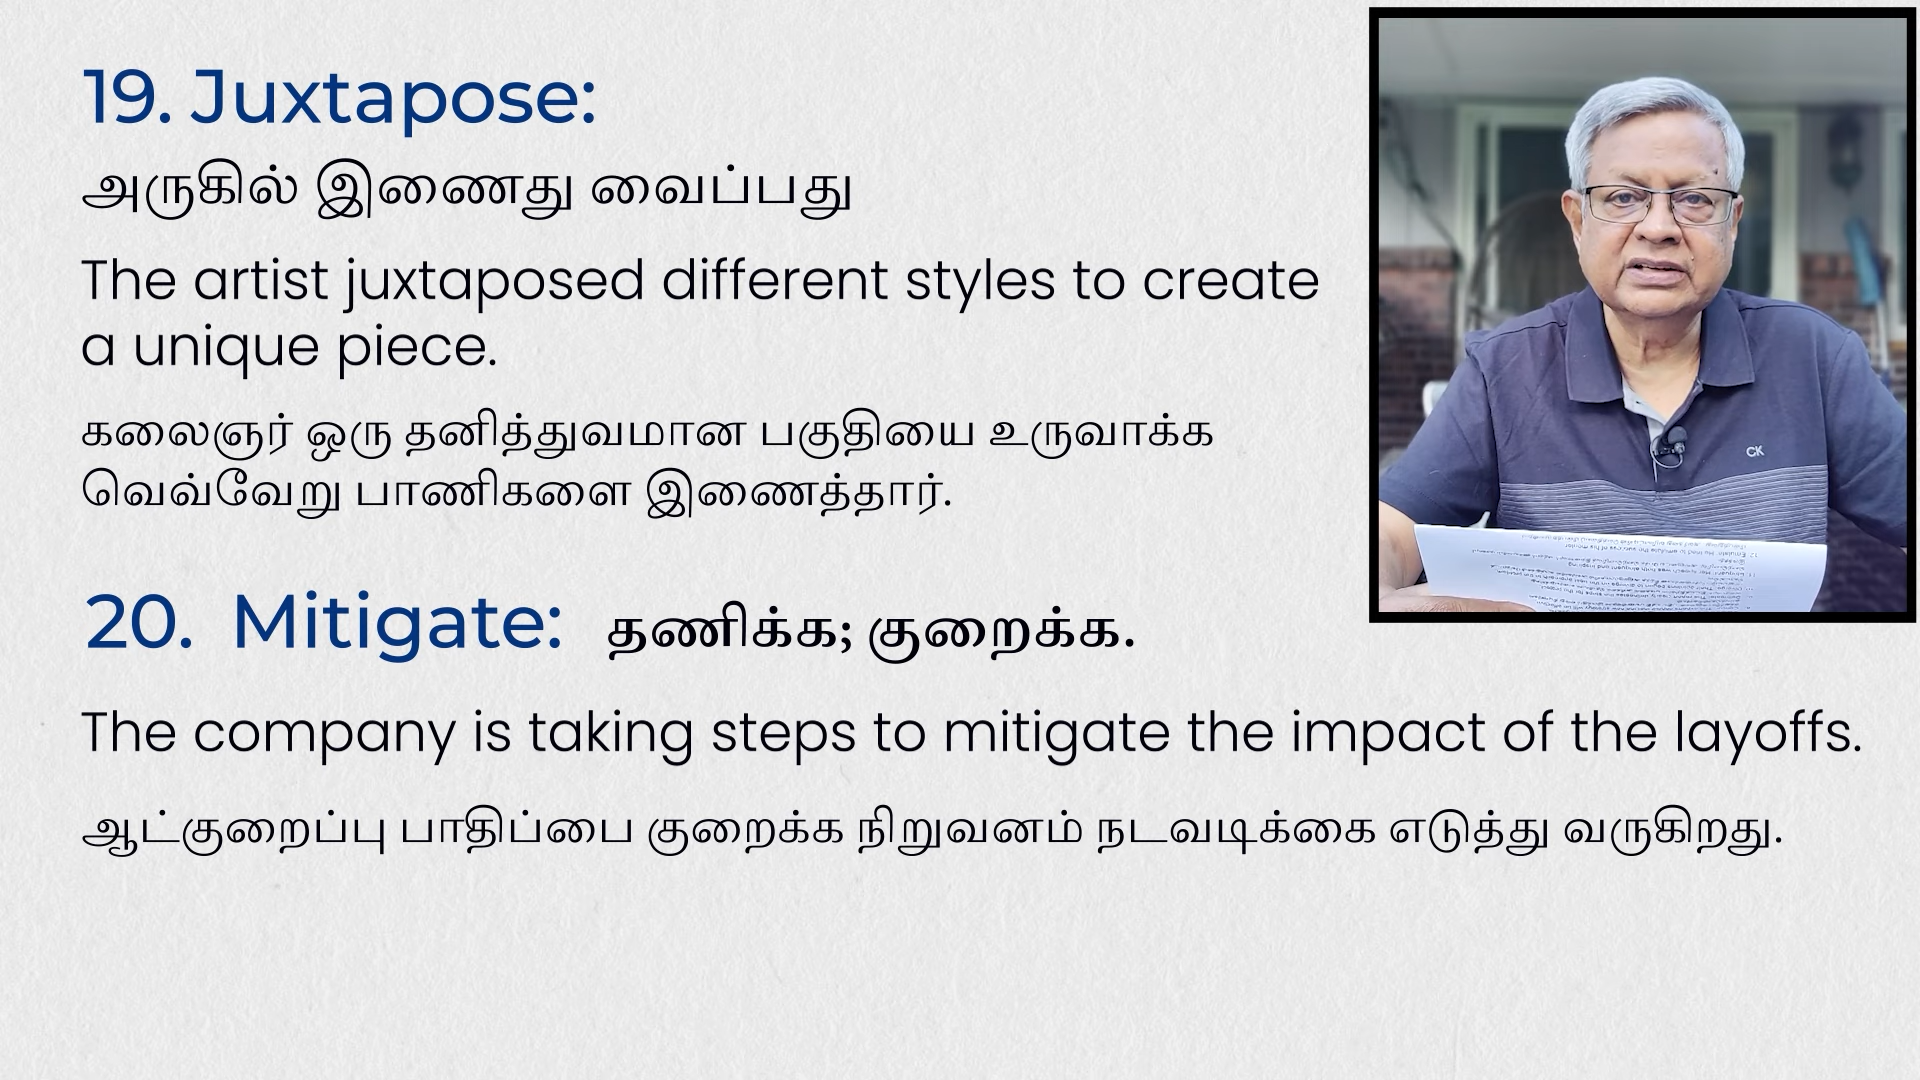 19. Juxtapose:
அருகில் இணைது வைப்பது
The artist juxtaposed different styles to create
a unique piece.
கலைஞர் ஒரு தனித்துவமான பகுதியை உருவாக்க
வெவ்வேறு பாணிகளை இணைத்தார்.
20. Mitigate: தணிக்க; குறைக்க.
The company is taking steps to mitigate the impact of the layoffs.
ஆட்குறைப்பு பாதிப்பை குறைக்க நிறுவனம் நடவடிக்கை எடுத்து வருகிறது.
CK